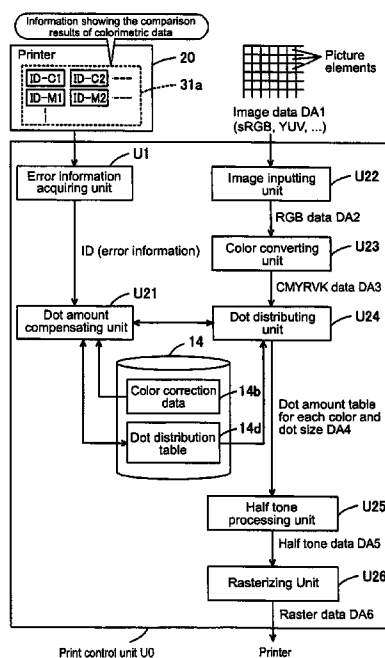 Information showing the comparison
results of colorimetric data
Printer
20
ID-C1 ID-C2
ID-M1 ID-M2
31a
Picture
elements
Image data DA1
(sRGB, YUV, ...)
U1
Error information
acquiring unit
U22
Image inputting
unit
RGB data DA2
U23
Color converting
unit
ID (error information)
CMYRVK data DA3
U21
Dot amount
compensating unit
U24
Dot distributing
unit
14
Color correction
data
14b
Dot distribution
table
14d
Dot amount table
for each color and
dot size DA4
U25
Half tone
processing unit
Half tone data DA5
U26
Rasterizing Unit
Raster data DA6
Print control unit U0
Printer